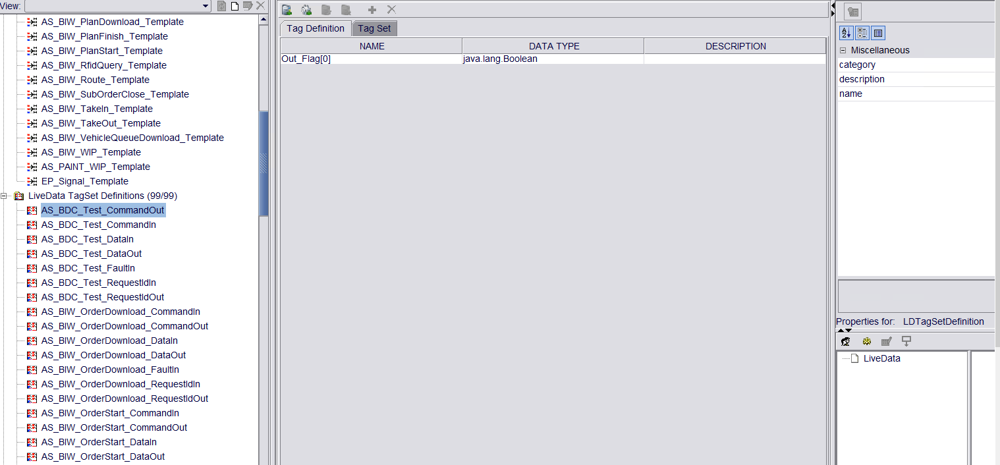 View:
AS_BIW_PlanDownload_Template
AS_BIW_PlanFinish_Template
AS_BIW_PlanStart_Template
AS_BIW_RfidQuery_Template
AS_BIW_Route_Template
AS_BIW_SubOrderClose_Template
AS_BIW_TakeIn_Template
AS_BIW_TakeOut_Template
AS_BIW_VehicleQueueDownload_Template
AS_BIW_WIP_Template
AS_PAINT_WIP_Template
EP_Signal_Template
LiveData TagSet Definitions (99/99)
AS_BDC_Test_CommandOut
AS_BDC_Test_CommandIn
AS_BDC_Test_DataIn
AS_BDC_Test_DataOut
AS_BDC_Test_FaultIn
AS_BDC_Test_RequestIdIn
AS_BDC_Test_RequestIdOut
AS_BIW_OrderDownload_CommandIn
AS_BIW_OrderDownload_CommandOut
AS_BIW_OrderDownload_DataIn
AS_BIW_OrderDownload_DataOut
AS_BIW_OrderDownload_FaultIn
AS_BIW_OrderDownload_RequestIdIn
AS_BIW_OrderDownload_RequestIdOut
AS_BIW_OrderStart_CommandIn
AS_BIW_OrderStart_CommandOut
AS_BIW_OrderStart_DataIn
AS_BIW_OrderStart_DataOut
Tag Definition Tag Set
NAME DATA TYPE DESCRIPTION
Out_Flag[0] java.lang.Boolean
Miscellaneous
category
description
name
Properties for: LDTagSetDefinition
LiveData